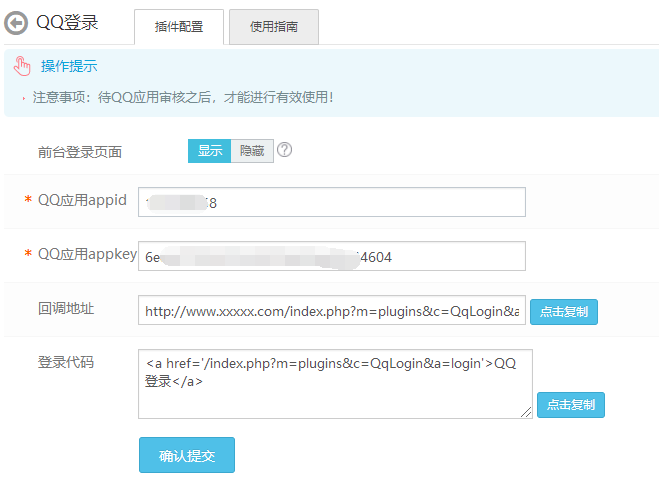 QQ登录 插件配置 使用指南
操作提示
注意事项：待QQ应用审核之后，才能进行有效使用！
前台登录页面 显示 隐藏 ?
* QQ应用appid 8
* QQ应用appkey 6e 4604
回调地址 http://www.xxxxx.com/index.php?m=plugins&c=QqLogin&a 点击复制
登录代码 <a href='/index.php?m=plugins&c=QqLogin&a=login'>QQ
登录</a>
点击复制
确认提交